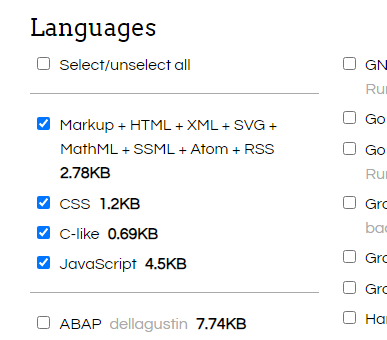 Languages
Select/unselect all
Markup + HTML + XML + SVG +
MathML + SSML + Atom + RSS
2.78KB
CSS 1.2KB
C-like 0.69KB
JavaScript 4.5KB
ABAP dellagustin 7.74KB
GN
Ru
Go
Go
Ru
Gr
ba
Gr
Gr
Ha